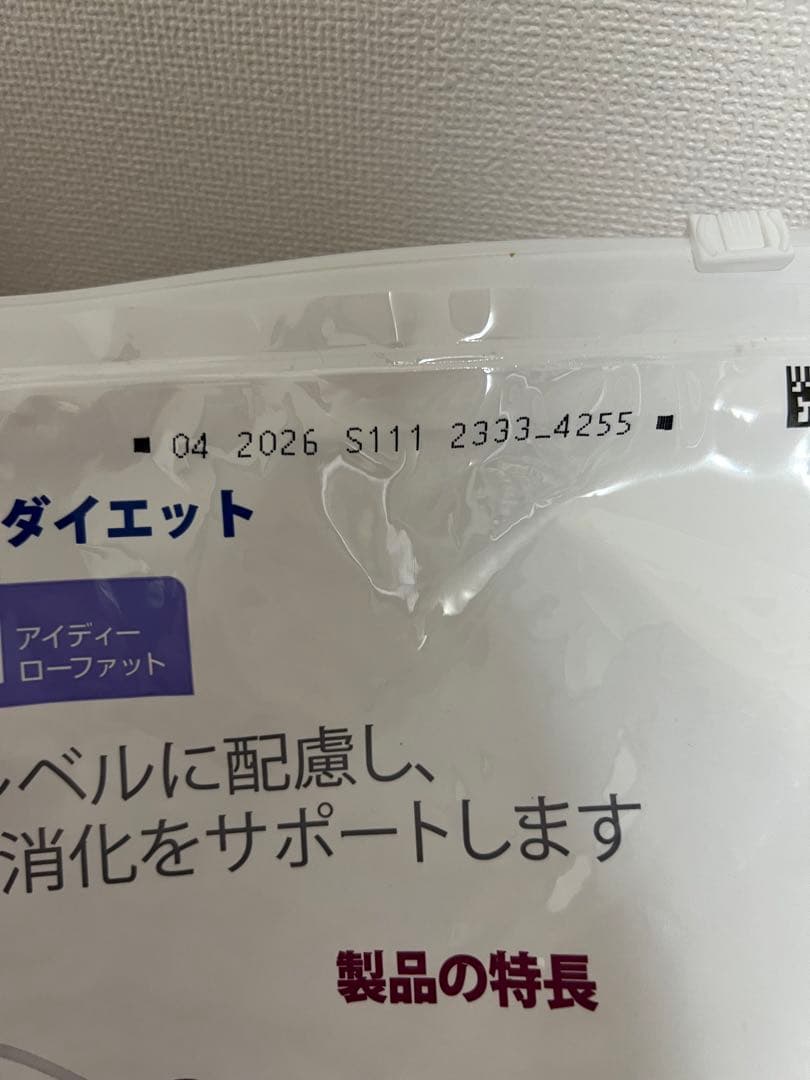 ■ 04 2026 S111 2333_4255 ■
ダイエット
アイディー
ローファット
ベルに配慮し、
消化をサポートします
製品の特長